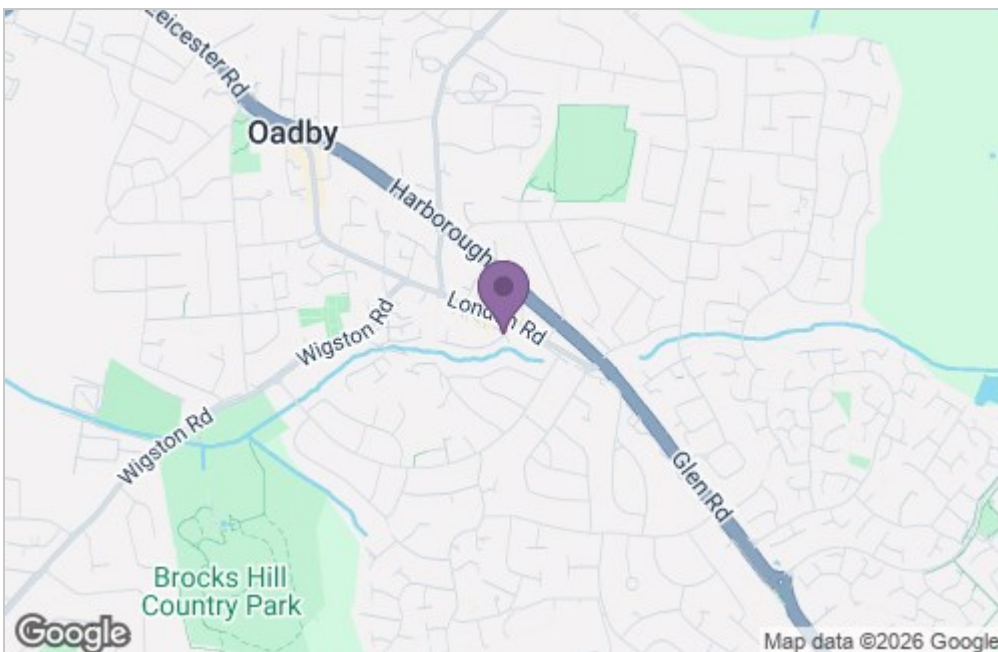 Leicester Rd
Oadby
Harborough
London Rd
Wigston Rd
Wigston Rd
Glen Rd
Brocks Hill
Country Park
Google
Map data ©2026 Google